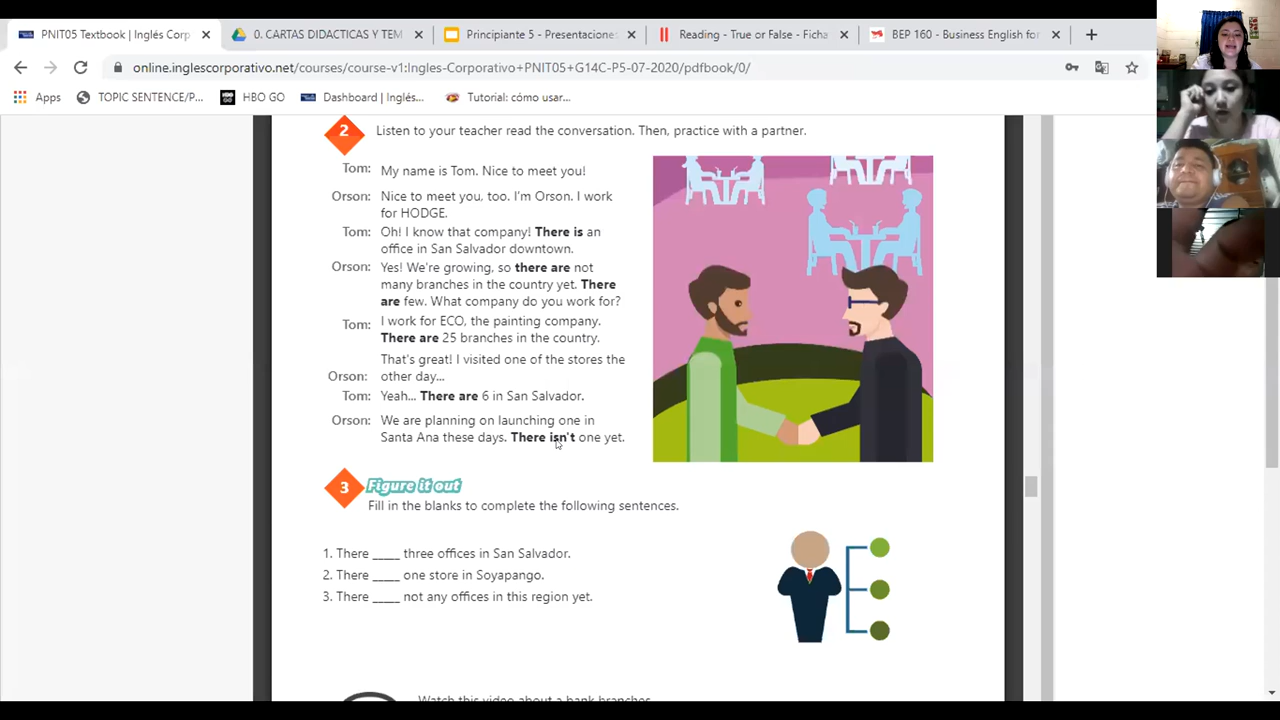 PNIT05 Textbook | Inglés Corp
0. CARTAS DIDACTICAS Y TEM
Principiante 5 - Presentaciones
Reading - True or False - Ficha
BEP 160 - Business English for
online.inglescorporativo.net/courses/course-v1:Ingles-Corporativo+PNIT05+G14C-P5-07-2020/pdfbook/0/
Apps
TOPIC SENTENCE/P...
HBO GO
Dashboard | Inglés...
Tutorial: cómo usar...
2 Listen to your teacher read the conversation. Then, practice with a partner.
Tom: My name is Tom. Nice to meet you!
Orson: Nice to meet you, too. I'm Orson. I work
for HODGE.
Tom: Oh! I know that company! There is an
office in San Salvador downtown.
Orson: Yes! We're growing, so there are not
many branches in the country yet. There
are few. What company do you work for?
Tom: I work for ECO, the painting company.
There are 25 branches in the country.
That's great! I visited one of the stores the
Orson: other day...
Tom: Yeah... There are 6 in San Salvador.
Orson: We are planning on launching one in
Santa Ana these days. There isn't one yet.
3 Figure it out
Fill in the blanks to complete the following sentences.
1. There _____ three offices in San Salvador.
2. There _____ one store in Soyapango.
3. There _____ not any offices in this region yet.
Watch this video about a bank branches